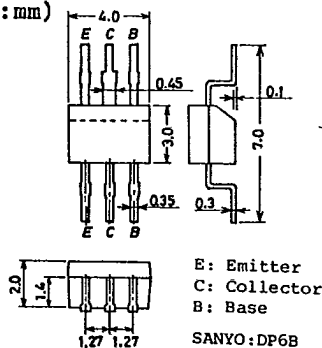 :mm)
4.0
E C B
0.45
0.1
3.0
7.0
0.35
0.3
E C B
2.0
1.4
1.27 1.27
E: Emitter
C: Collector
B: Base
SANYO:DP6B